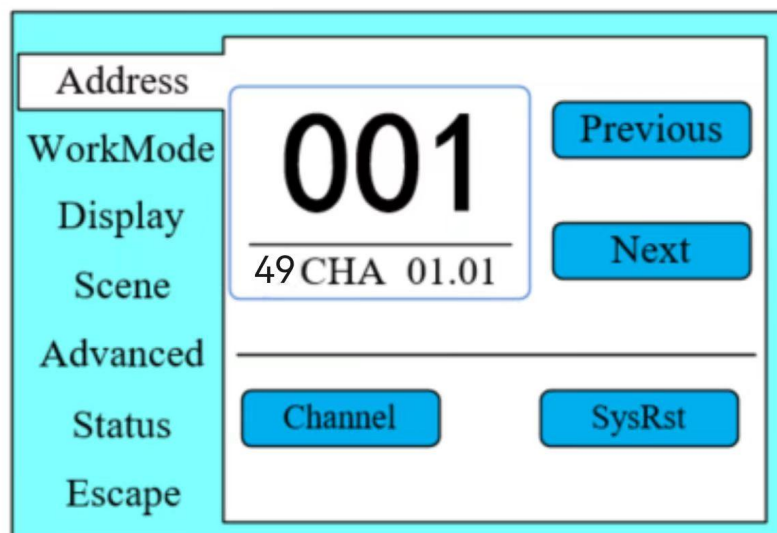 Address
WorkMode
Display
Scene
Advanced
Status
Escape
001
49CHA 01.01
Previous
Next
Channel
SysRst